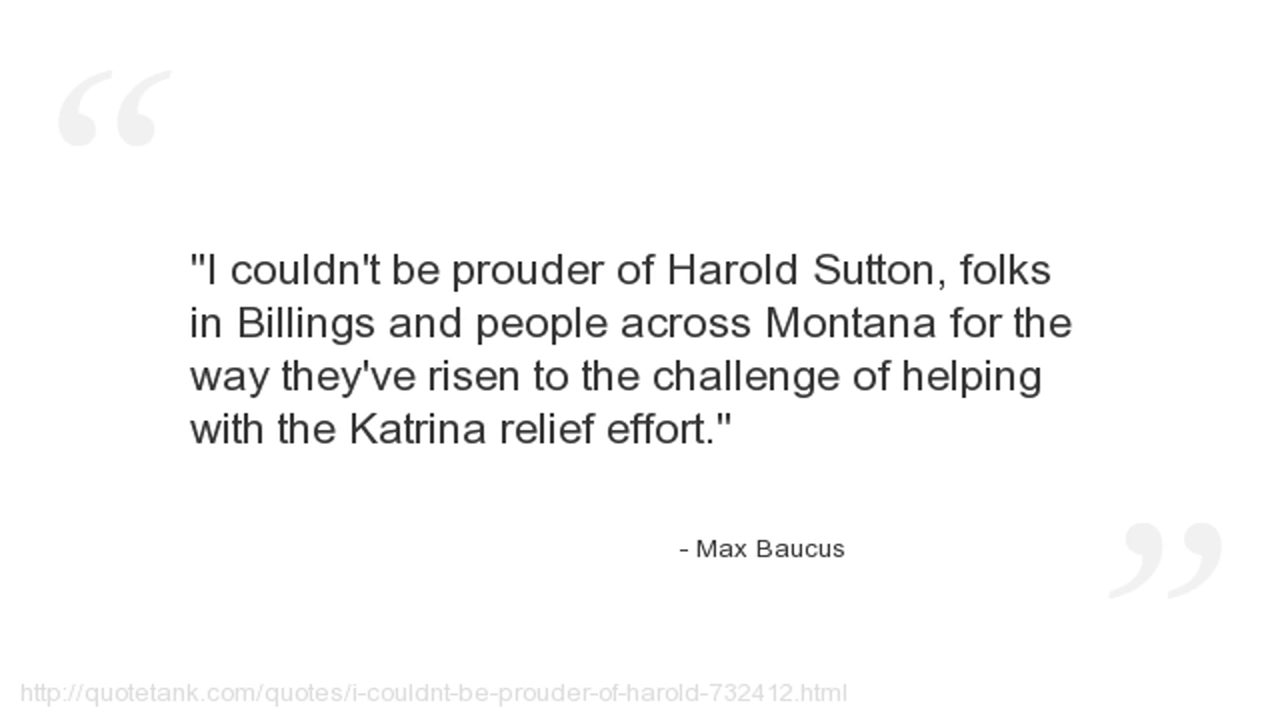 "I couldn't be prouder of Harold Sutton, folks
in Billings and people across Montana for the
way they've risen to the challenge of helping
with the Katrina relief effort."
- Max Baucus
http://quotetank.com/quotes/i-couldnt-be-prouder-of-harold-732412.html